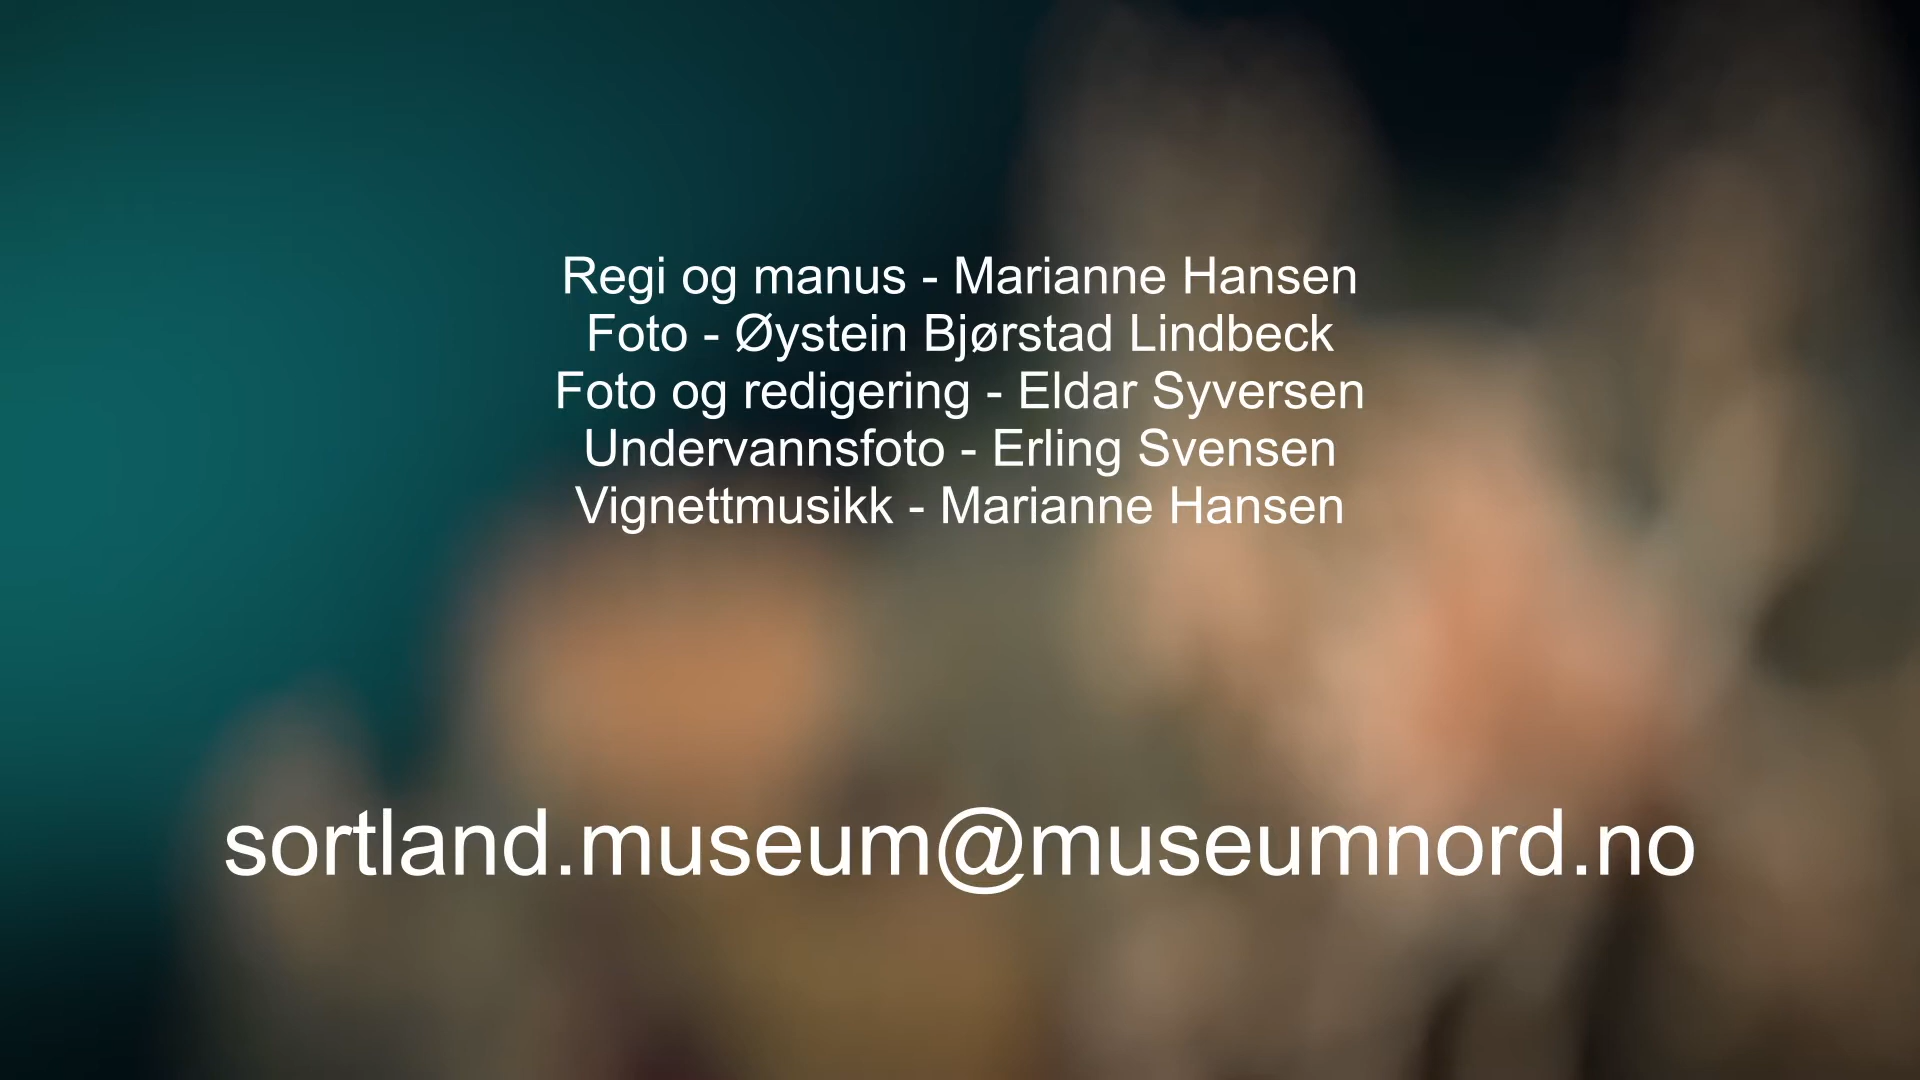 Regi og manus - Marianne Hansen
Foto - Øystein Bjørstad Lindbeck
Foto og redigering - Eldar Syversen
Undervannsfoto - Erling Svensen
Vignettmusikk - Marianne Hansen
sortland.museum@museumnord.no